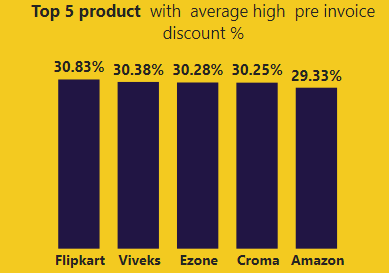 Top 5 product with average high pre invoice
discount %
30.83% 30.38% 30.28% 30.25% 29.33%
Flipkart Viveks Ezone Croma Amazon